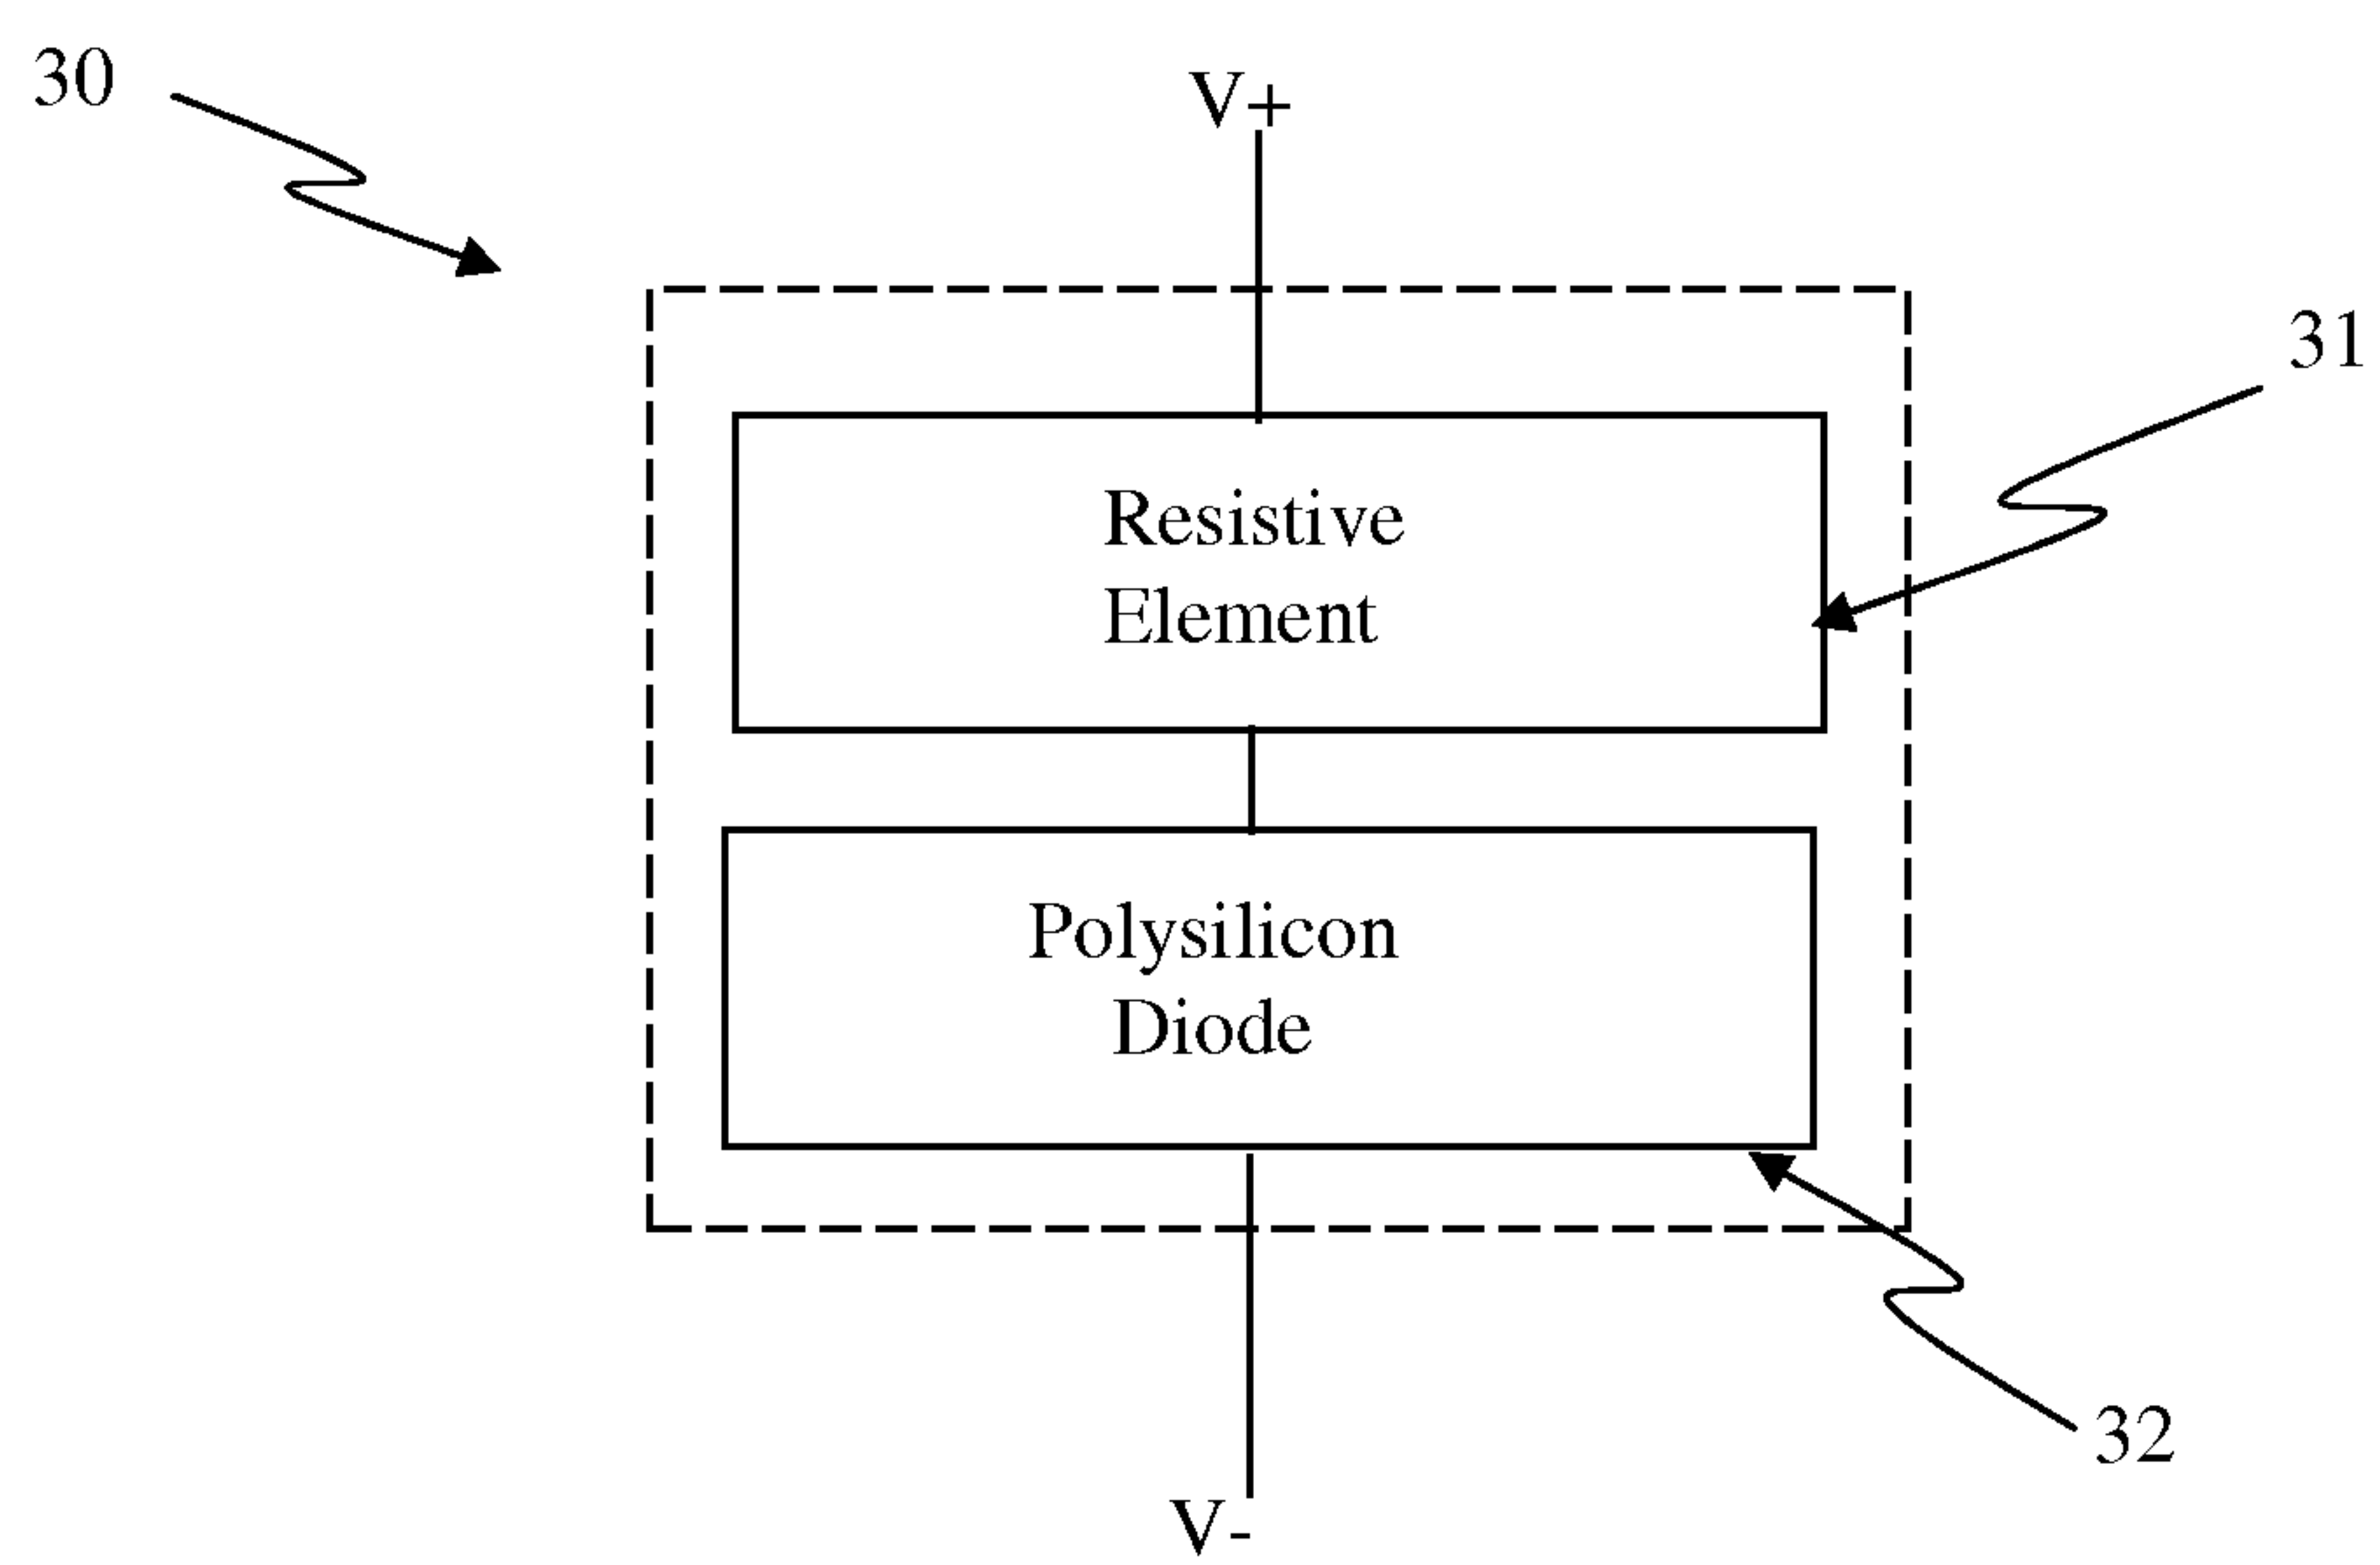 30
V+
31
Resistive
Element
Polysilicon
Diode
32
V-